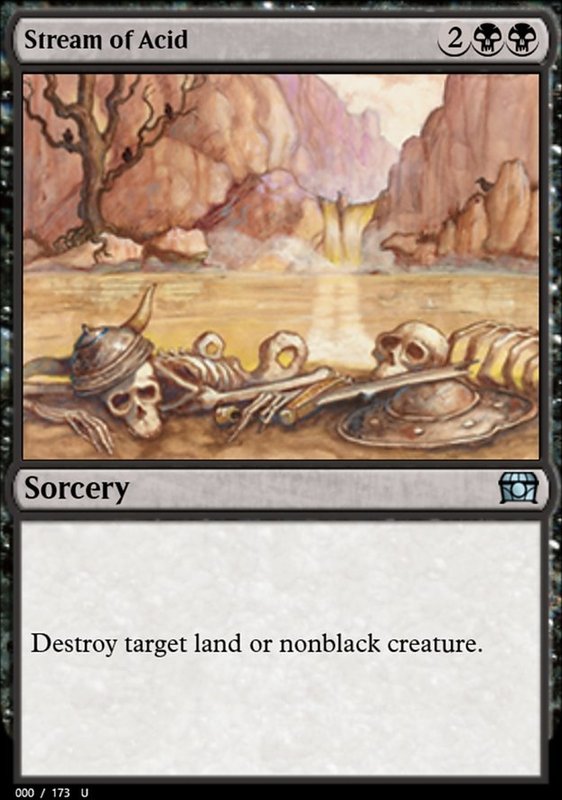 Stream of Acid 2
Sorcery
Destroy target land or nonblack creature.
000 / 173 U